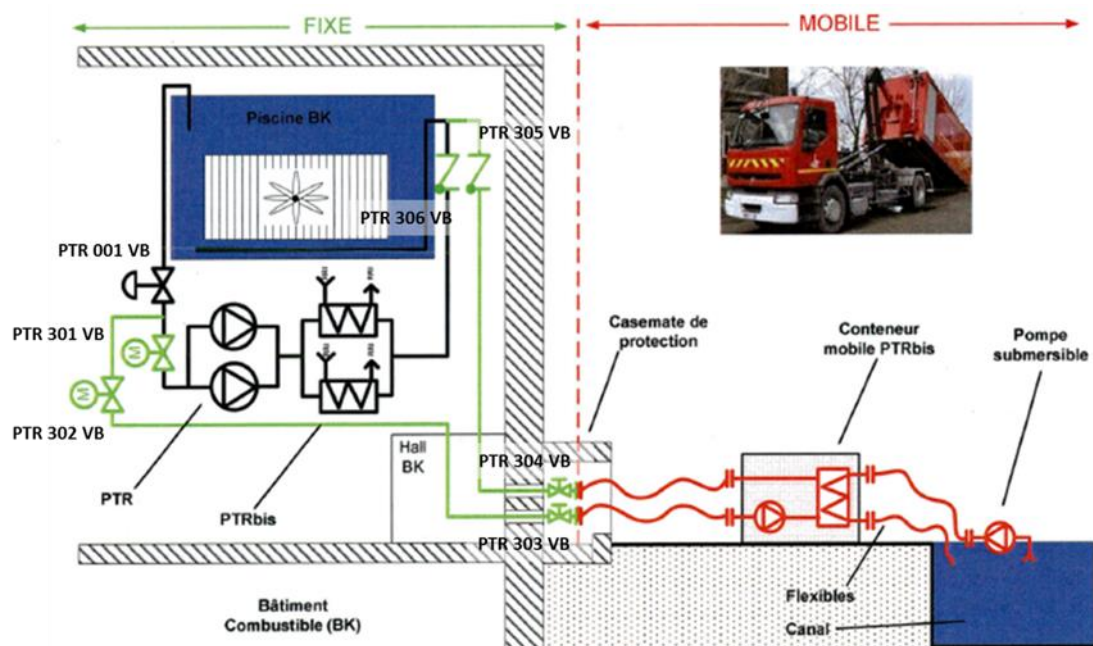 FIXE
MOBILE
Piscine BK
PTR 305 VB
PTR 306 VB
PTR 001 VB
PTR 301 VB
M
M
PTR 302 VB
PTR
PTRbis
Hall
BK
PTR 304 VB
PTR 303 VB
Casemate de
protection
Conteneur
mobile PTRbis
Pompe
submersible
Flexibles
Canal
Bâtiment
Combustible (BK)